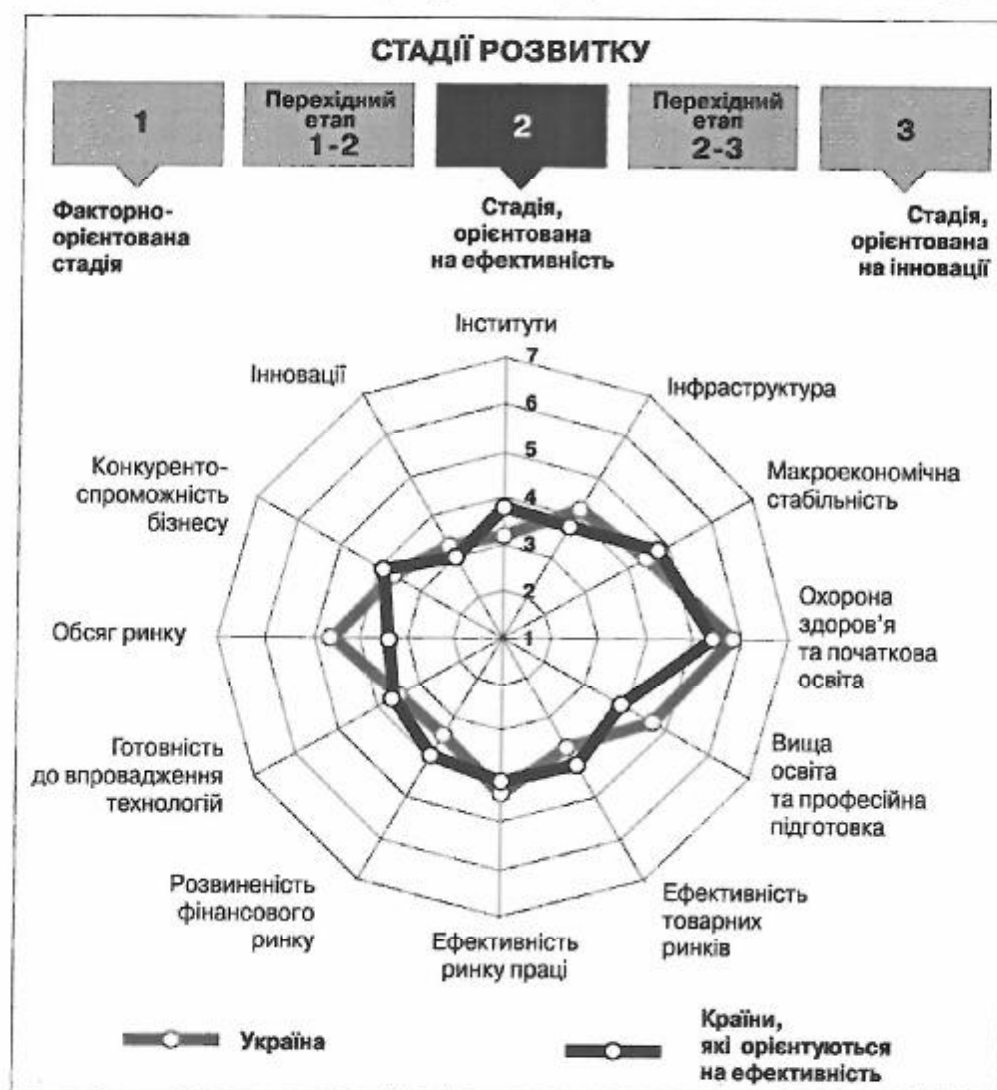 СТАДІЇ РОЗВИТКУ
1
Перехідний
етап
1-2
2
Перехідний
етап
2-3
3
Факторно-
орієнтована
стадія
Стадія,
орієнтована
на ефективність
Стадія,
орієнтована
на інновації
Інститути
7
6
5
4
3
2
1
Інфраструктура
Макроекономічна
стабільність
Охорона
здоров'я
та початкова
освіта
Вища
освіта
та професійна
підготовка
Ефективність
товарних
ринків
Ефективність
ринку праці
Розвиненість
фінансового
ринку
Готовність
до впровадження
технологій
Обсяг ринку
Конкуренто-
спроможність
бізнесу
Інновації
Україна
Країни,
які орієнтуються
на ефективність